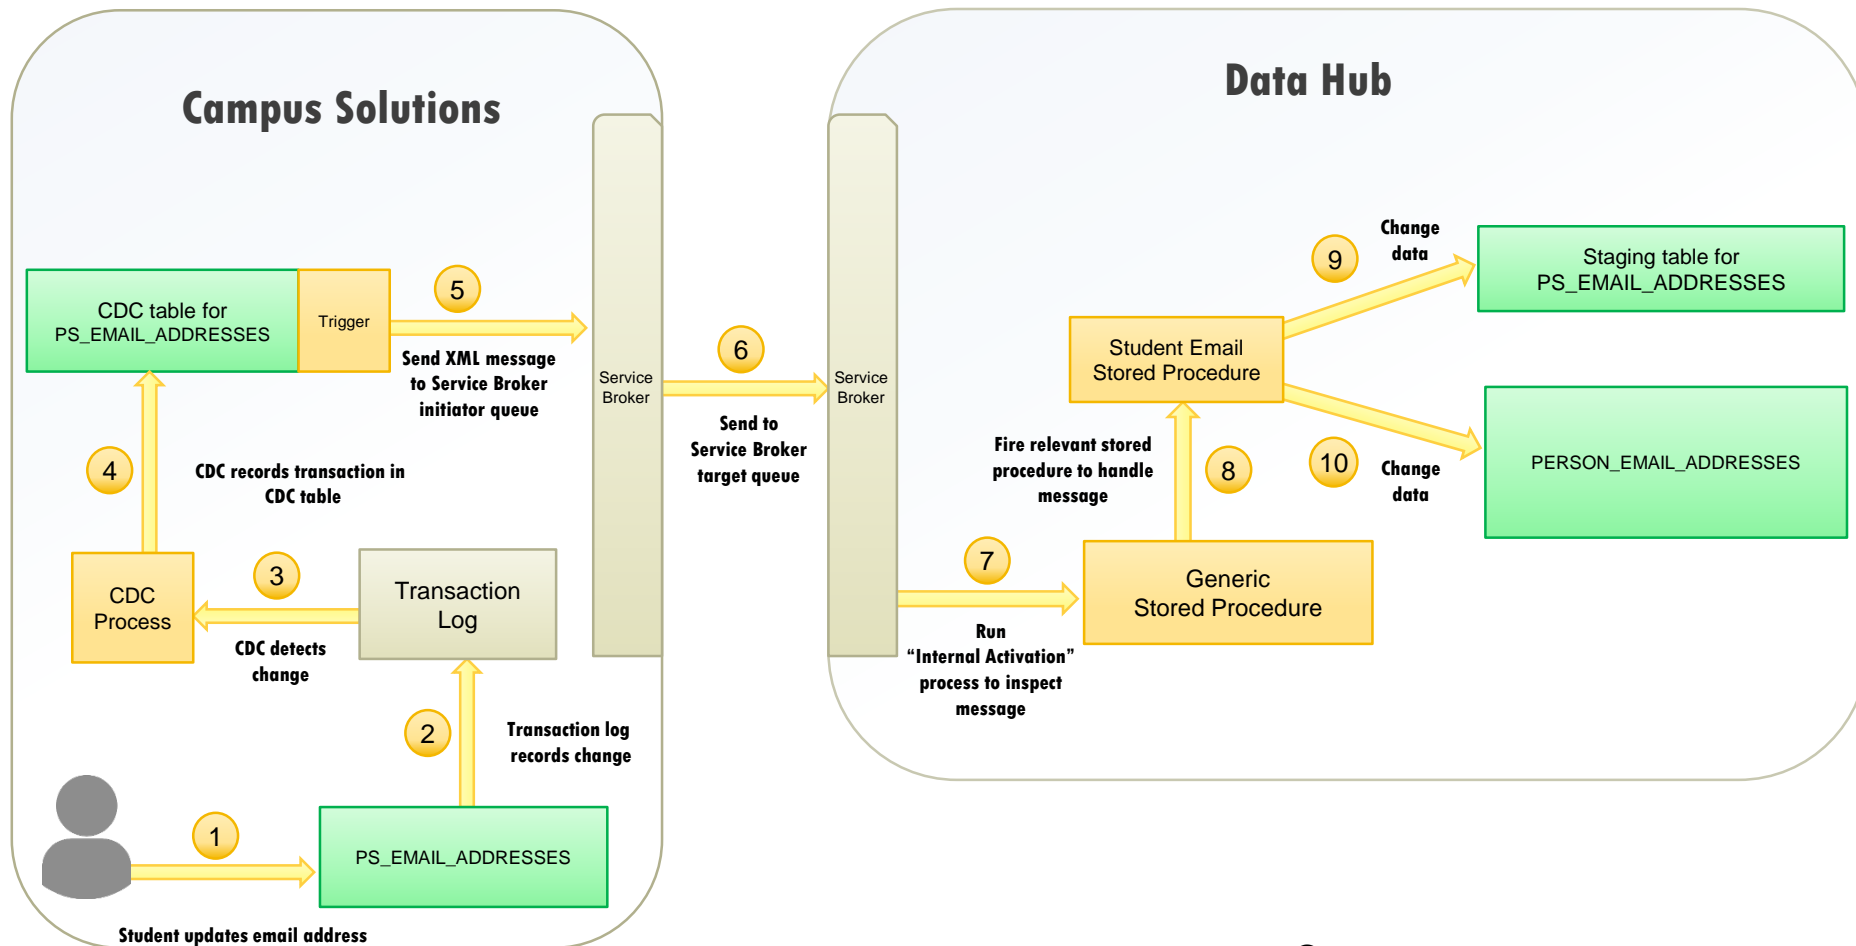 Campus Solutions
CDC table for
PS_EMAIL_ADDRESSES
Trigger
5
Send XML message
to Service Broker
initiator queue
Service
Broker
4
CDC records transaction in
CDC table
CDC
Process
3
CDC detects
change
Transaction
Log
2
Transaction log
records change
1
PS_EMAIL_ADDRESSES
Student updates email address
6
Send to
Service Broker
target queue
Data Hub
Service
Broker
7
Run
“Internal Activation”
process to inspect
message
Generic
Stored Procedure
Fire relevant stored
procedure to handle
message
8
Student Email
Stored Procedure
9
Change
data
Staging table for
PS_EMAIL_ADDRESSES
10
Change
data
PERSON_EMAIL_ADDRESSES